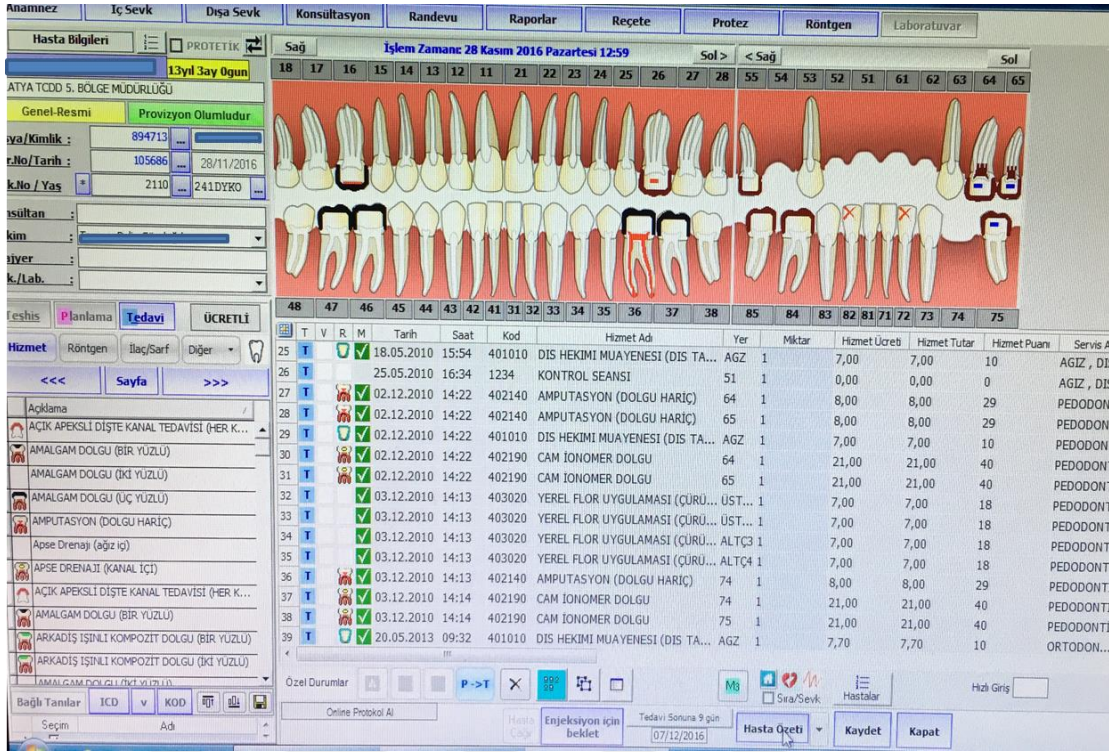 Anamnez İç Sevk Dışa Sevk Konsültasyon Randevu Raporlar Reçete Protez Röntgen Laboratuvar
Hasta Bilgileri PROTETİK
13yıl 3ay 0gun
ATYA TCDD 5. BÖLGE MÜDÜRLÜĞÜ
Genel-Resmi Provizyon Olumludur
sya/Kimlik : 894713 ...
r.No/Tarih : 105686 ... 28/11/2016
k.No / Yaş * 2110 ... 241DYK0 ...
nsültan :
kim :
ajyer
k./Lab. :
Teşhis Planlama Tedavi ÜCRETLİ
Hizmet Röntgen İlaç/Sarf Diğer
<<< Sayfa >>>
Açıklama
AÇIK APEKSLİ DİŞTE KANAL TEDAVİSİ (HER K...
AMALGAM DOLGU (BİR YÜZLÜ)
AMALGAM DOLGU (İKİ YÜZLÜ)
AMALGAM DOLGU (ÜÇ YÜZLÜ)
AMPUTASYON (DOLGU HARİÇ)
Apse Drenajı (ağız içi)
APSE DRENAJI (KANAL İÇİ)
AÇIK APEKSLİ DİŞTE KANAL TEDAVİSİ (HER K...
AMALGAM DOLGU (BİR YÜZLÜ)
ARKADİŞ IŞINLI KOMPOZİT DOLGU (BİR YÜZLÜ)
ARKADİŞ IŞINLI KOMPOZİT DOLGU (İKİ YÜZLÜ)
AMALGAM DOLGU (İKİ YÜZLÜ)
Bağlı Tanılar ICD v KOD
Seçim Adı
Sağ İşlem Zamanı: 28 Kasım 2016 Pazartesi 12:59 Sol > < Sağ Sol
18 17 16 15 14 13 12 11 21 22 23 24 25 26 27 28 55 54 53 52 51 61 62 63 64 65
48 47 46 45 44 43 42 41 31 32 33 34 35 36 37 38 85 84 83 82 81 71 72 73 74 75
T V R M Tarih Saat Kod Hizmet Adı Yer Miktar Hizmet Ücreti Hizmet Tutar Hizmet Puanı Servis A
25 T 18.05.2010 15:54 401010 DIS HEKIMI MUAYENESI (DIS TA... AGZ 1 7,00 7,00 10 AGIZ , DIS
26 T 25.05.2010 16:34 1234 KONTROL SEANSI 51 1 0,00 0,00 0 AGIZ , DIS
27 T 02.12.2010 14:22 402140 AMPUTASYON (DOLGU HARİÇ) 64 1 8,00 8,00 29 PEDODON
28 T 02.12.2010 14:22 402140 AMPUTASYON (DOLGU HARİÇ) 65 1 8,00 8,00 29 PEDODON
29 T 02.12.2010 14:22 401010 DIS HEKIMI MUAYENESI (DIS TA... AGZ 1 7,00 7,00 10 PEDODON
30 T 02.12.2010 14:22 402190 CAM İONOMER DOLGU 64 1 21,00 21,00 40 PEDODONT
31 T 02.12.2010 14:22 402190 CAM İONOMER DOLGU 65 1 21,00 21,00 40 PEDODONT
32 T 03.12.2010 14:13 403020 YEREL FLOR UYGULAMASI (ÇÜRÜ... ÜST... 1 7,00 7,00 18 PEDODONT
33 T 03.12.2010 14:13 403020 YEREL FLOR UYGULAMASI (ÇÜRÜ... ÜST... 1 7,00 7,00 18 PEDODONT
34 T 03.12.2010 14:13 403020 YEREL FLOR UYGULAMASI (ÇÜRÜ... ALTÇ3 1 7,00 7,00 18 PEDODONT
35 T 03.12.2010 14:13 403020 YEREL FLOR UYGULAMASI (ÇÜRÜ... ALTÇ4 1 7,00 7,00 18 PEDODONT
36 T 03.12.2010 14:13 402140 AMPUTASYON (DOLGU HARİÇ) 74 1 8,00 8,00 29 PEDODONT
37 T 03.12.2010 14:14 402190 CAM İONOMER DOLGU 74 1 21,00 21,00 40 PEDODONTİ
38 T 03.12.2010 14:14 402190 CAM İONOMER DOLGU 75 1 21,00 21,00 40 PEDODONTİ
39 T 20.05.2013 09:32 401010 DIS HEKIMI MUAYENESI (DIS TA... AGZ 1 7,70 7,70 10 ORTODON...
Özel Durumlar P ->T M3 Sıra/Sevk Hastalar Hızlı Giriş
Online Protokol Al Hasta Çağır Enjeksiyon için beklet Tedavi Sonuna 9 gün 07/12/2016 Hasta Özeti Kaydet Kapat